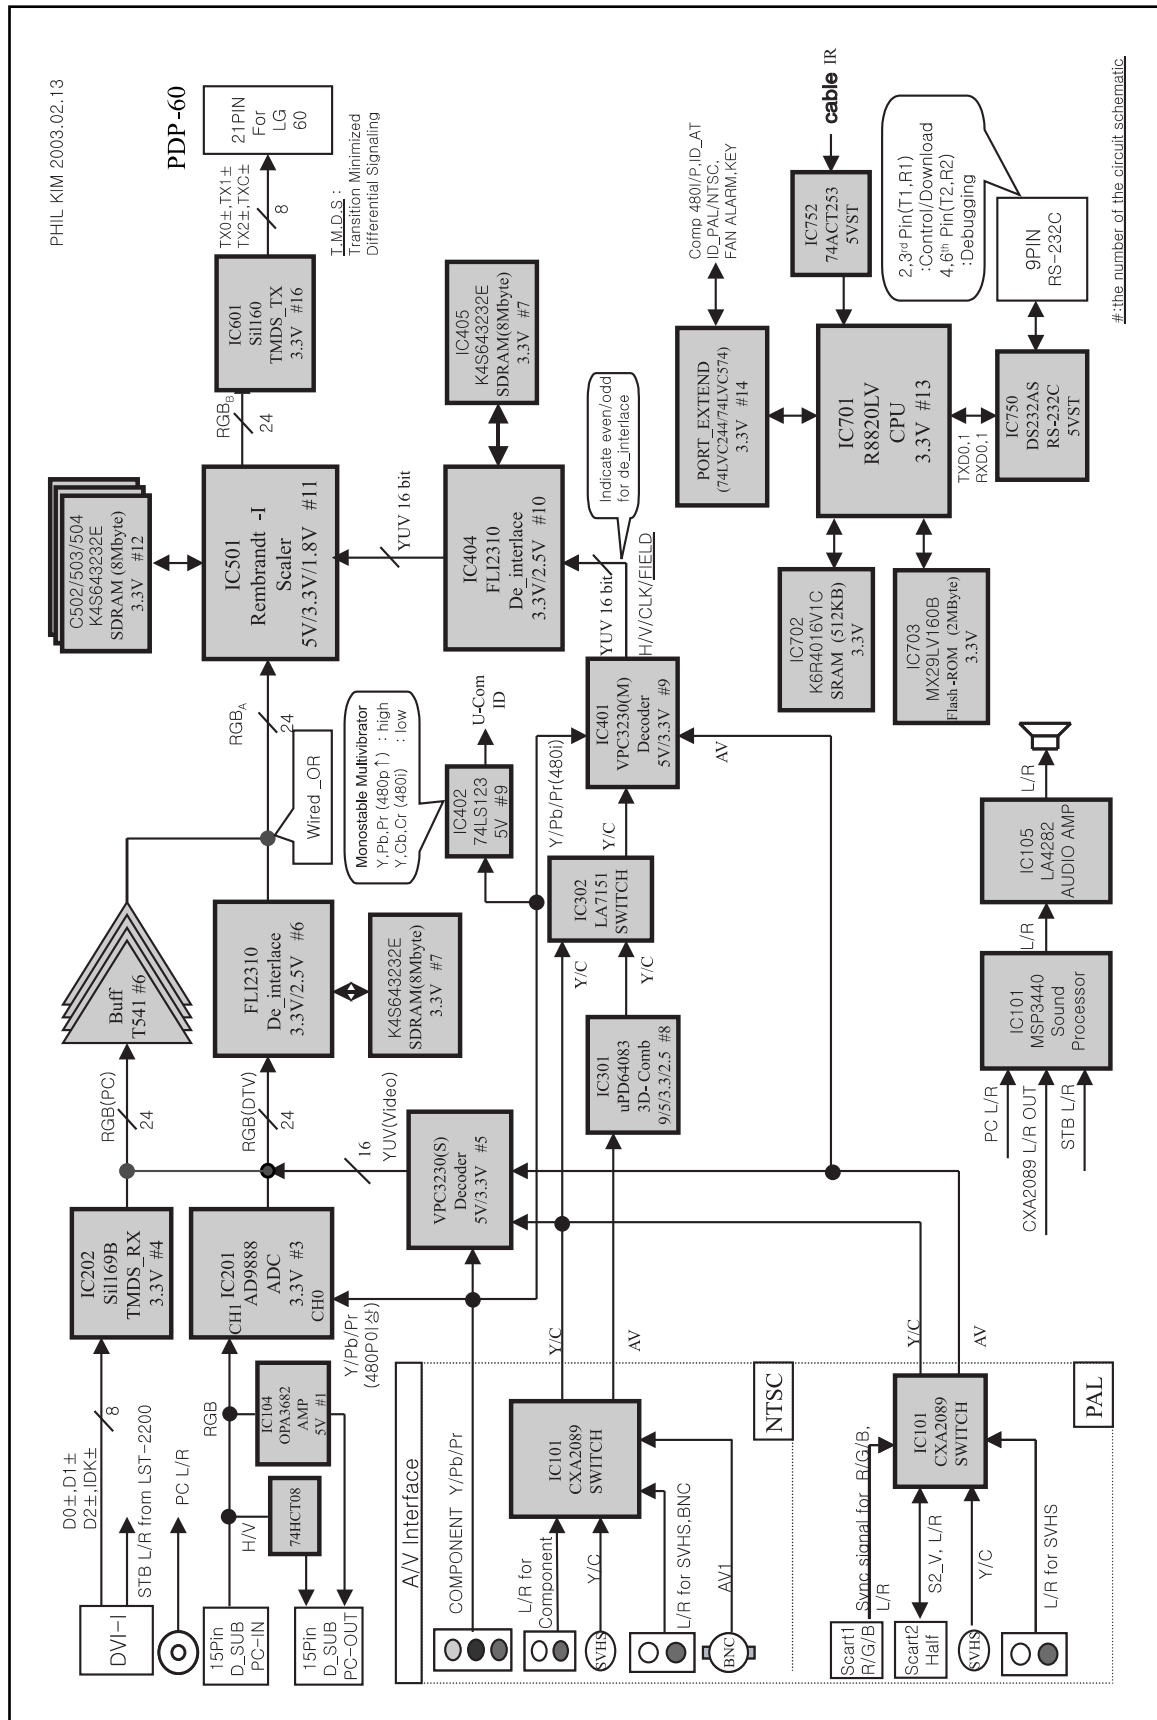 PHIL KIM 2003.02.13
PDP-60
21PIN
For
LG
60
TX0±,TX1±
TX2±,TXC±
8
T.M.D.S :
Transition Minimized
Differential Signaling
IC601
SiI160
TMDS_TX
3.3V #16
RGB_B
24
C502/503/504
K4S643232E
SDRAM (8Mbyte)
3.3V #12
IC501
Rembrandt -I
Scaler
5V/3.3V/1.8V #11
RGB_A
24
Wired _OR
Buff
T541 #6
RGB(PC)
24
IC202
SiI169B
TMDS_RX
3.3V #4
D0±,D1±
D2±,IDK±
8
DVI-I
STB L/R from LST-2200
PC L/R
15Pin
D_SUB
PC-IN
15Pin
D_SUB
PC-OUT
H/V
74HCT08
RGB
IC104
OPA3682
AMP
5V #1
CH1
IC201
AD9888
ADC
3.3V #3
CH0
Y/Pb/Pr
(480P이상)
RGB(DTV)
24
FLI2310
De_interlace
3.3V/2.5V #6
K4S643232E
SDRAM(8Mbyte)
3.3V #7
Monostable Multivibrator
Y,Pb,Pr (480p↑) : high
Y,Cb,Cr (480i) : low
IC402
74LS123
5V #9
U-Com
ID
16
YUV(Video)
VPC3230(S)
Decoder
5V/3.3V #5
YUV 16 bit
IC404
FLI2310
De_interlace
3.3V/2.5V #10
IC405
K4S643232E
SDRAM(8Mbyte)
3.3V #7
Indicate even/odd
for de_interlace
YUV 16 bit
H/V/CLK/FIELD
Y/Pb/Pr(480i)
IC401
VPC3230(M)
Decoder
5V/3.3V #9
Y/C
AV
IC302
LA7151
SWITCH
Y/C
Y/C
IC301
uPD64083
3D- Comb
9/5/3.3/2.5 #8
A/V Interface
COMPONENT Y/Pb/Pr
L/R for
Component
Y/C
SVHS
L/R for SVHS,BNC
AV1
BNC
IC101
CXA2089
SWITCH
Y/C
AV
NTSC
Scart1
R/G/B
Sync signal for R/G/B,
L/R
Scart2
Half
S2_V, L/R
SVHS
Y/C
L/R for SVHS
IC101
CXA2089
SWITCH
Y/C
AV
PAL
Comp 480I/P,ID_AT
ID_PAL/NTSC,
FAN ALARM,KEY
PORT_EXTEND
(74LVC244/74LVC574)
3.3V #14
cable IR
IC752
74ACT253
5VST
IC701
R8820LV
CPU
3.3V #13
IC702
K6R4016V1C
SRAM (512KB)
3.3V
IC703
MX29LV160B
Flash-ROM (2MByte)
3.3V
TXD0,1
RXD0,1
IC750
DS232AS
RS-232C
5VST
9PIN
RS-232C
2,3rd Pin(T1,R1)
:Control/Download
4,6th Pin(T2,R2)
:Debugging
PC L/R
CXA2089 L/R OUT
STB L/R
IC101
MSP3440
Sound
Processor
L/R
IC105
LA4282
AUDIO AMP
L/R
#:the number of the circuit schematic